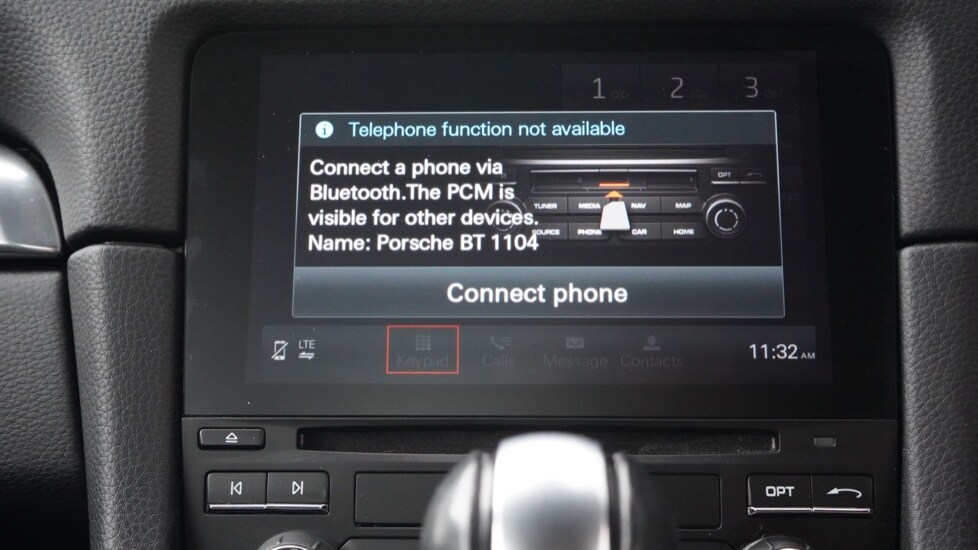 1 2 3
Telephone function not available
Connect a phone via
Bluetooth.The PCM is
visible for other devices.
Name: Porsche BT 1104
OPT
TUNER MEDIA NAV MAP
SOURCE PHONE CAR HOME
Connect phone
LTE
Keypad Calls Message Contacts
11:32 AM
OPT